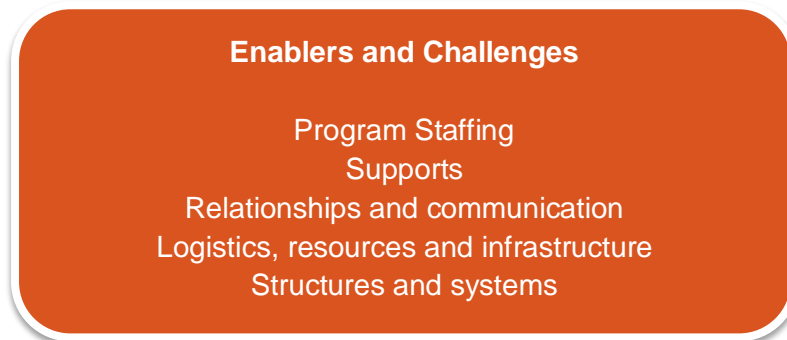 Enablers and Challenges
Program Staffing
Supports
Relationships and communication
Logistics, resources and infrastructure
Structures and systems